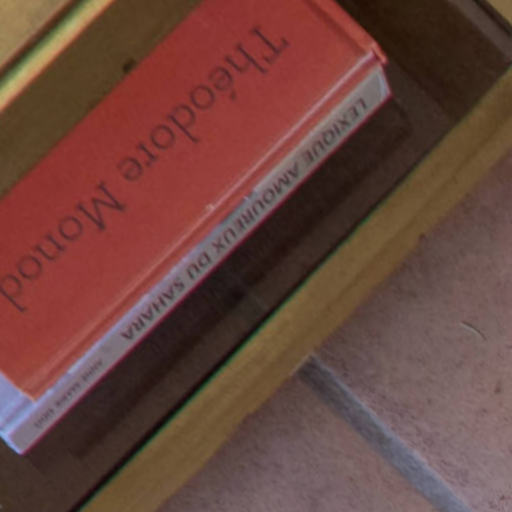 Théodore Monod
LEXIQUE AMOUREUX DU SAHARA